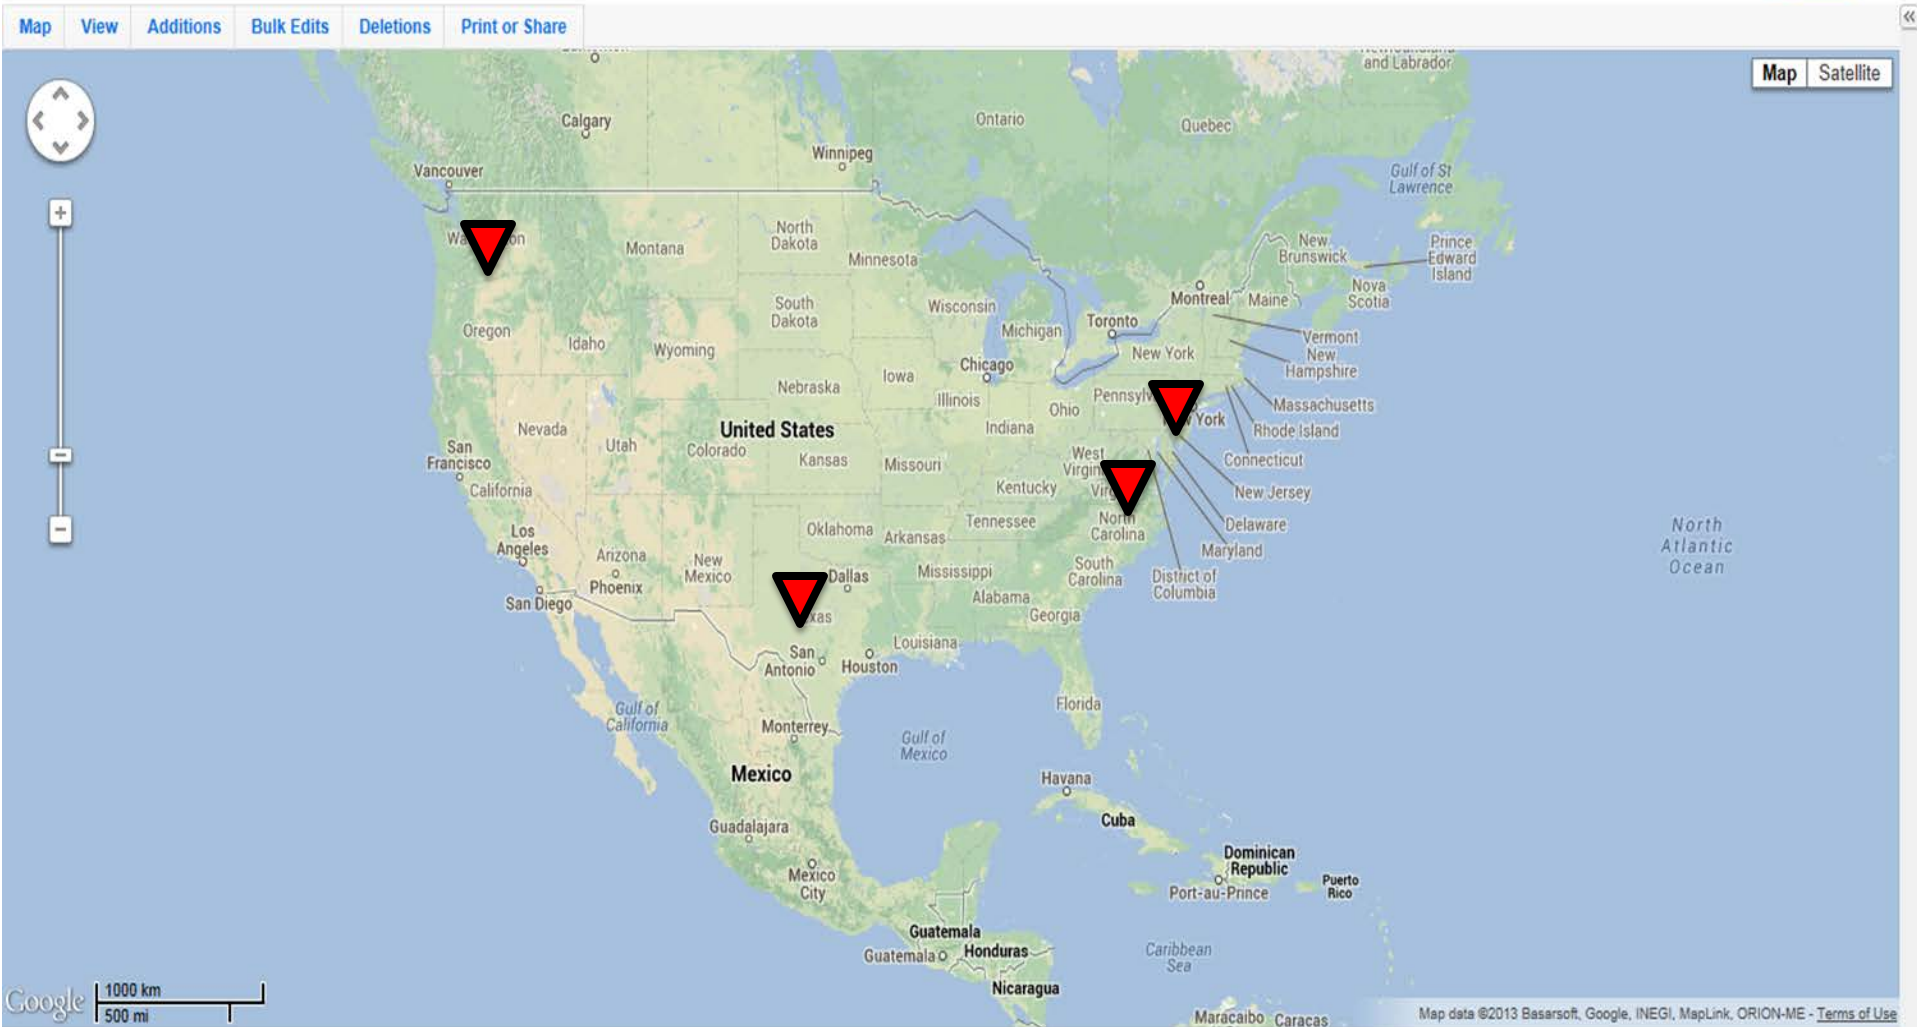 Map View Additions Bulk Edits Deletions Print or Share
Map Satellite
and Labrador
Calgary
Ontario
Quebec
Winnipeg
Vancouver
Gulf of St
Lawrence
North
Dakota
Montana
Minnesota
New
Brunswick
Prince
Edward
Island
Nova
Scotia
Montreal
Maine
South
Dakota
Wisconsin
Michigan
Toronto
Oregon
Idaho
Wyoming
New York
Vermont
New
Hampshire
Chicago
Iowa
Nebraska
Illinois
Ohio
Massachusetts
York
Rhode Island
Nevada
United States
Indiana
Utah
Colorado
Kansas
Missouri
San
Francisco
West
Connecticut
California
Kentucky
New Jersey
Oklahoma
Arkansas
Tennessee
North
Carolina
Delaware
Maryland
Los
Angeles
Arizona
Phoenix
New
Mexico
Dallas
Mississippi
South
Carolina
District of
Columbia
North
Atlantic
Ocean
San Diego
Alabama
Georgia
Louisiana
San
Antonio
Houston
Gulf of
California
Florida
Monterrey
Gulf of
Mexico
Mexico
Havana
Cuba
Guadalajara
Mexico
City
Dominican
Republic
Port-au-Prince
Puerto
Rico
Guatemala
Guatemala
Honduras
Caribbean
Sea
Nicaragua
Maracaibo
Caracas
Google
1000 km
500 mi
Map data ©2013 Basarsoft, Google, INEGI, MapLink, ORION-ME - Terms of Use